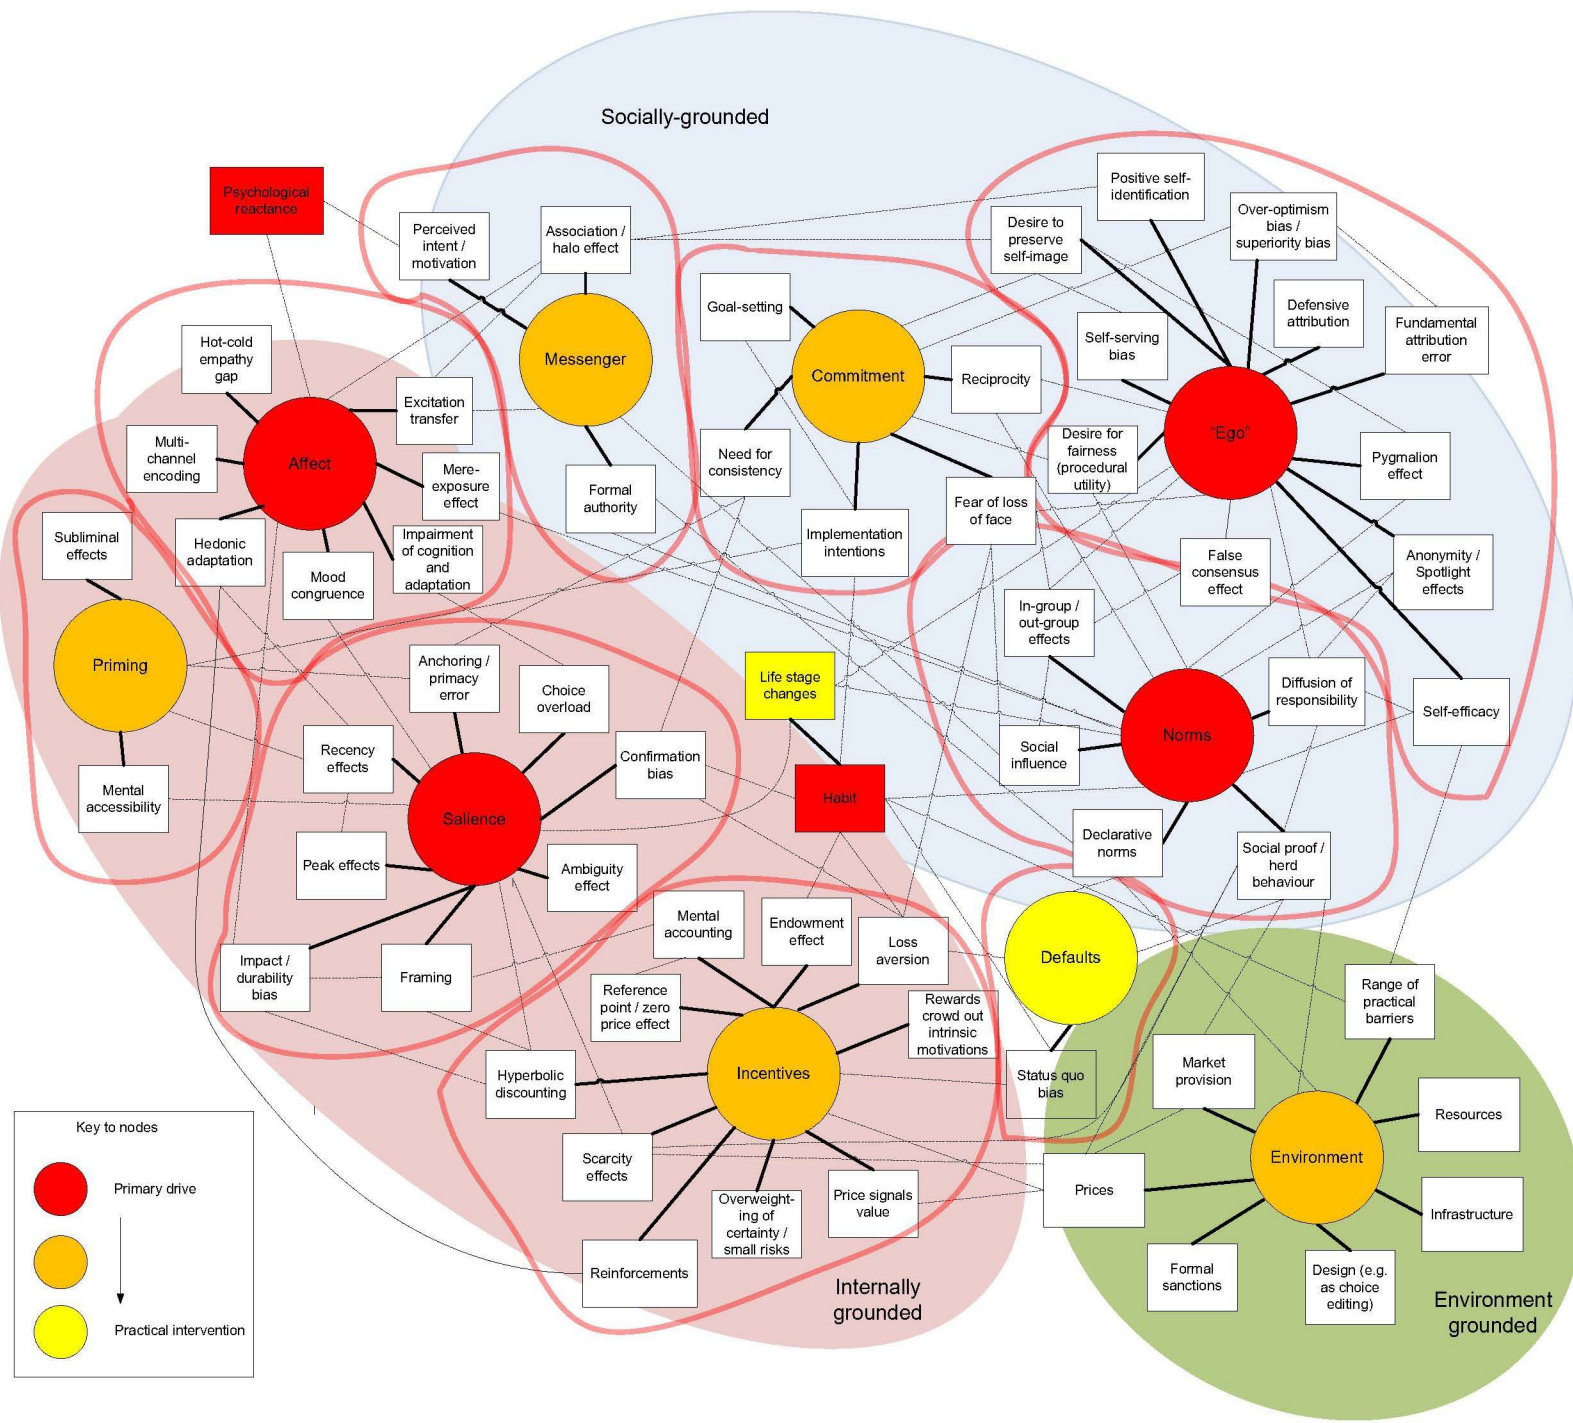 Socially-grounded
Psychological
reactance
Perceived
intent /
motivation
Association /
halo effect
Positive self-
identification
Desire to
preserve
self-image
Over-optimism
bias /
superiority bias
Defensive
attribution
Fundamental
attribution
error
Self-serving
bias
Goal-setting
Messenger
Commitment
Reciprocity
"Ego"
Hot-cold
empathy
gap
Excitation
transfer
Multi-
channel
encoding
Affect
Mere-
exposure
effect
Need for
consistency
Desire for
fairness
(procedural
utility)
Pygmalion
effect
Formal
authority
Fear of loss
of face
Implementation
intentions
Subliminal
effects
Hedonic
adaptation
Mood
congruence
Impairment
of cognition
and
adaptation
False
consensus
effect
Anonymity /
Spotlight
effects
In-group /
out-group
effects
Priming
Anchoring /
primacy
error
Choice
overload
Life stage
changes
Diffusion of
responsibility
Self-efficacy
Norms
Social
influence
Recency
effects
Confirmation
bias
Mental
accessibility
Salience
Habit
Declarative
norms
Social proof /
herd
behaviour
Peak effects
Ambiguity
effect
Mental
accounting
Endowment
effect
Loss
aversion
Defaults
Impact /
durability
bias
Framing
Reference
point / zero
price effect
Rewards
crowd out
intrinsic
motivations
Range of
practical
barriers
Hyperbolic
discounting
Incentives
Status quo
bias
Market
provision
Resources
Scarcity
effects
Environment
Prices
Infrastructure
Overweight-
ing of
certainty /
small risks
Price signals
value
Reinforcements
Formal
sanctions
Design (e.g.
as choice
editing)
Internally
grounded
Environment
grounded
Key to nodes
Primary drive
Practical intervention